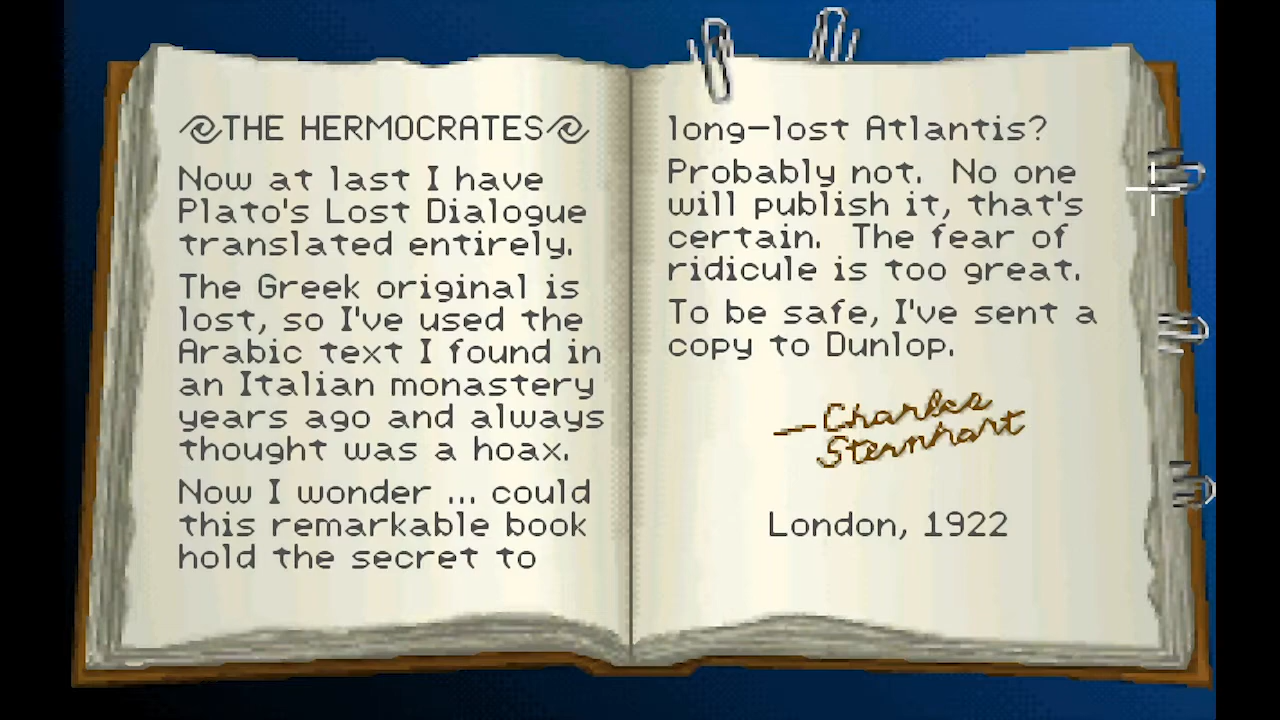 THE HERMOCRATES
Now at last I have
Plato's Lost Dialogue
translated entirely.
The Greek original is
lost, so I've used the
Arabic text I found in
an Italian monastery
years ago and always
thought was a hoax.
Now I wonder ... could
this remarkable book
hold the secret to
long-lost Atlantis?
Probably not.  No one
will publish it, that's
certain.  The fear of
ridicule is too great.
To be safe, I've sent a
copy to Dunlop.
—Charles
Sternhart
London, 1922